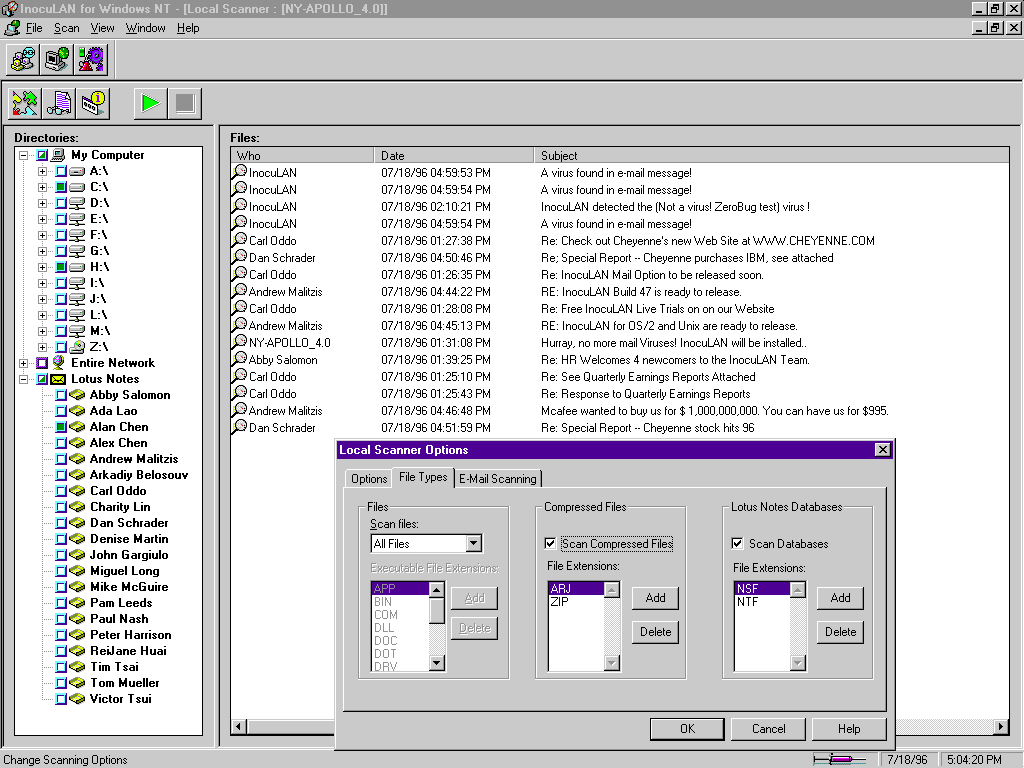 InocuLAN for Windows NT - [Local Scanner : [NY-APOLLO_4.0]]
File Scan View Window Help
Directories:
My Computer
A:\
C:\
D:\
E:\
F:\
G:\
H:\
I:\
J:\
L:\
M:\
Z:\
Entire Network
Lotus Notes
Abby Salomon
Ada Lao
Alan Chen
Alex Chen
Andrew Malitzis
Arkadiy Belosouv
Carl Oddo
Charity Lin
Dan Schrader
Denise Martin
John Gargiulo
Miguel Long
Mike McGuire
Pam Leeds
Paul Nash
Peter Harrison
ReiJane Huai
Tim Tsai
Tom Mueller
Victor Tsui
Files:
Who Date Subject
InocuLAN 07/18/96 04:59:53 PM A virus found in e-mail message!
InocuLAN 07/18/96 04:59:54 PM A virus found in e-mail message!
InocuLAN 07/18/96 02:10:21 PM InocuLAN detected the (Not a virus! ZeroBug test) virus !
InocuLAN 07/18/96 04:59:54 PM A virus found in e-mail message!
Carl Oddo 07/18/96 01:27:38 PM Re: Check out Cheyenne's new Web Site at WWW.CHEYENNE.COM
Dan Schrader 07/18/96 04:50:46 PM Re; Special Report -- Cheyenne purchases IBM, see attached
Carl Oddo 07/18/96 01:26:35 PM Re: InocuLAN Mail Option to be released soon.
Andrew Malitzis 07/18/96 04:44:22 PM RE: InocuLAN Build 47 is ready to release.
Carl Oddo 07/18/96 01:28:08 PM Re: Free InocuLAN Live Trials on on our Website
Andrew Malitzis 07/18/96 04:45:13 PM RE: InocuLAN for OS/2 and Unix are ready to release.
NY-APOLLO_4.0 07/18/96 01:31:08 PM Hurray, no more mail Viruses! InocuLAN will be installed..
Abby Salomon 07/18/96 01:39:25 PM Re: HR Welcomes 4 newcomers to the InocuLAN Team.
Carl Oddo 07/18/96 01:25:10 PM Re: See Quarterly Earnings Reports Attached
Carl Oddo 07/18/96 01:25:43 PM Re: Response to Quarterly Earnings Reports
Andrew Malitzis 07/18/96 04:46:48 PM Mcafee wanted to buy us for $ 1,000,000,000. You can have us for $995.
Dan Schrader 07/18/96 04:51:59 PM Re: Special Report -- Cheyenne stock hits 96
Local Scanner Options
Options File Types E-Mail Scanning
Files
Scan files:
All Files
Executable File Extensions:
APP
BIN
COM
DLL
DOC
DOT
DRV
Add
Delete
Compressed Files
Scan Compressed Files
File Extensions:
ARJ
ZIP
Add
Delete
Lotus Notes Databases
Scan Databases
File Extensions:
NSF
NTF
Add
Delete
OK Cancel Help
Change Scanning Options 7/18/96 5:04:20 PM